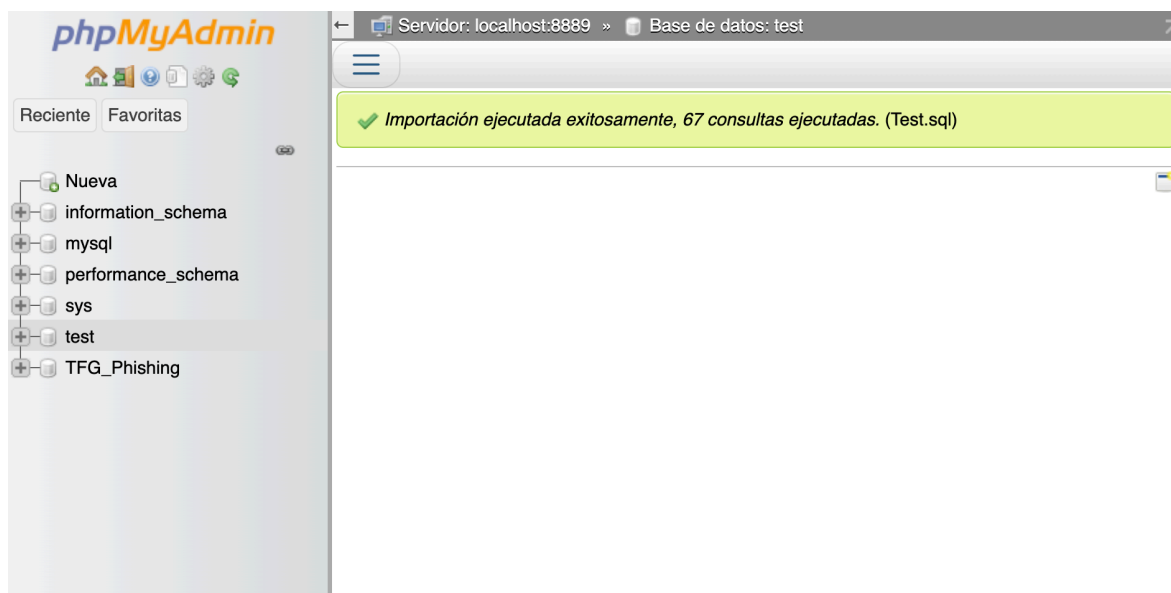 phpMyAdmin
Reciente Favoritas
Nueva
information_schema
mysql
performance_schema
sys
test
TFG_Phishing
← Servidor: localhost:8889 » Base de datos: test
Importación ejecutada exitosamente, 67 consultas ejecutadas. (Test.sql)